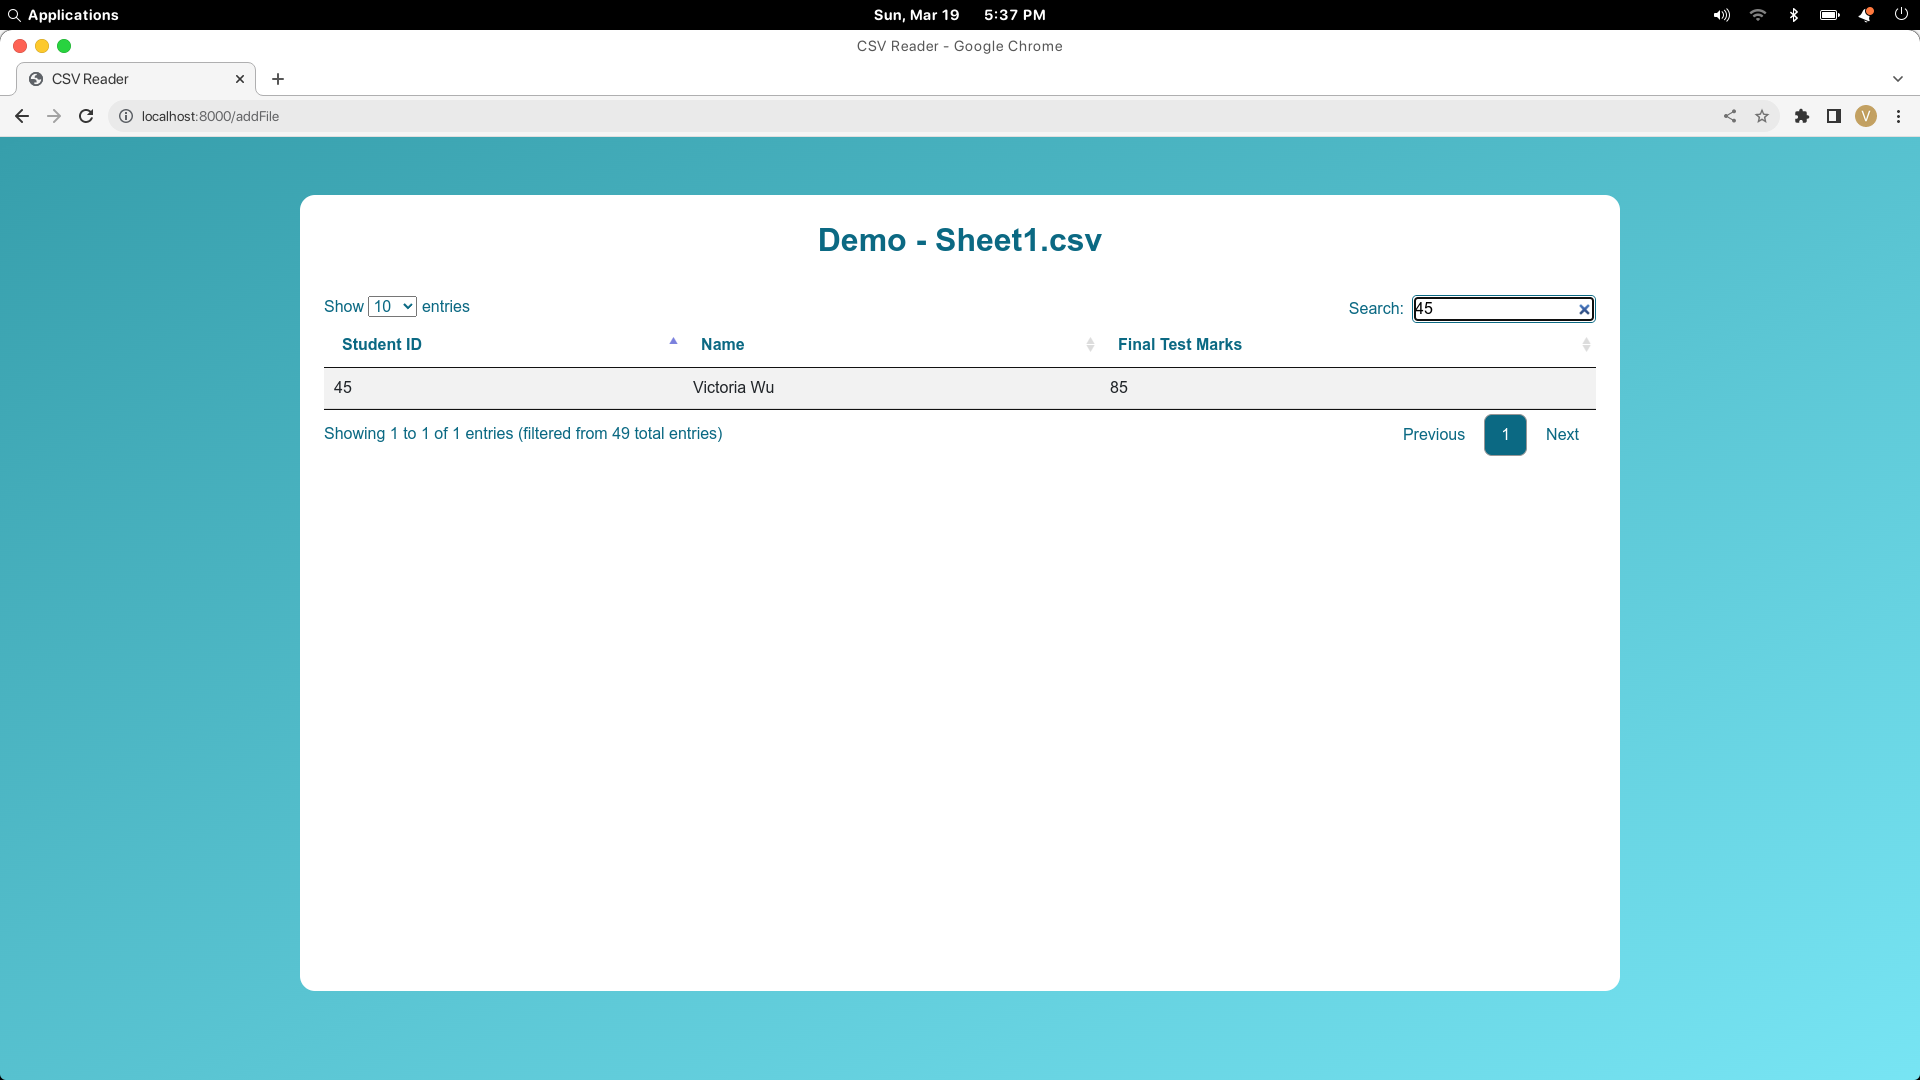 Applications
Sun, Mar 19 5:37 PM
CSV Reader - Google Chrome
CSV Reader
localhost:8000/addFile
V
Demo - Sheet1.csv
Show 10 entries
Search: 45
Student ID Name Final Test Marks
45 Victoria Wu 85
Showing 1 to 1 of 1 entries (filtered from 49 total entries)
Previous 1 Next